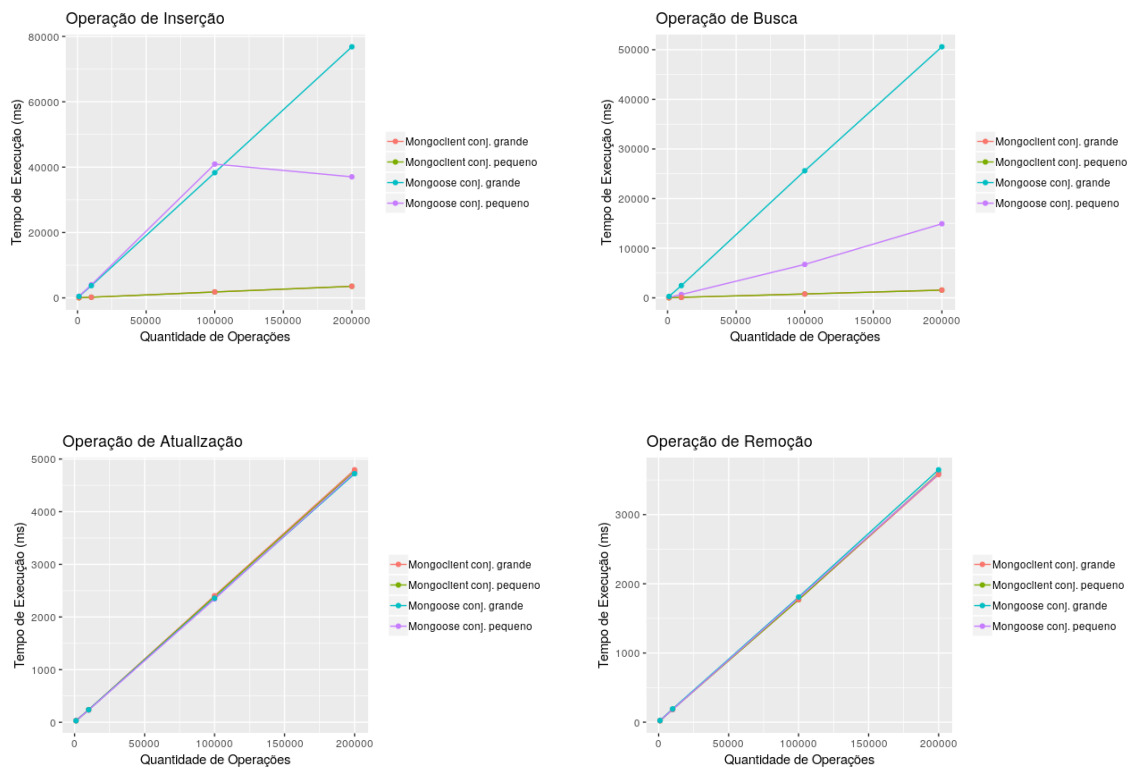 Operação de Inserção
80000
60000
40000
20000
0
Tempo de Execução (ms)
0 50000 100000 150000 200000
Quantidade de Operações
Mongoclient conj. grande
Mongoclient conj. pequeno
Mongoose conj. grande
Mongoose conj. pequeno
Operação de Busca
50000
40000
30000
20000
10000
0
Tempo de Execução (ms)
0 50000 100000 150000 200000
Quantidade de Operações
Mongoclient conj. grande
Mongoclient conj. pequeno
Mongoose conj. grande
Mongoose conj. pequeno
Operação de Atualização
5000
4000
3000
2000
1000
0
Tempo de Execução (ms)
0 50000 100000 150000 200000
Quantidade de Operações
Mongoclient conj. grande
Mongoclient conj. pequeno
Mongoose conj. grande
Mongoose conj. pequeno
Operação de Remoção
3000
2000
1000
0
Tempo de Execução (ms)
0 50000 100000 150000 200000
Quantidade de Operações
Mongoclient conj. grande
Mongoclient conj. pequeno
Mongoose conj. grande
Mongoose conj. pequeno